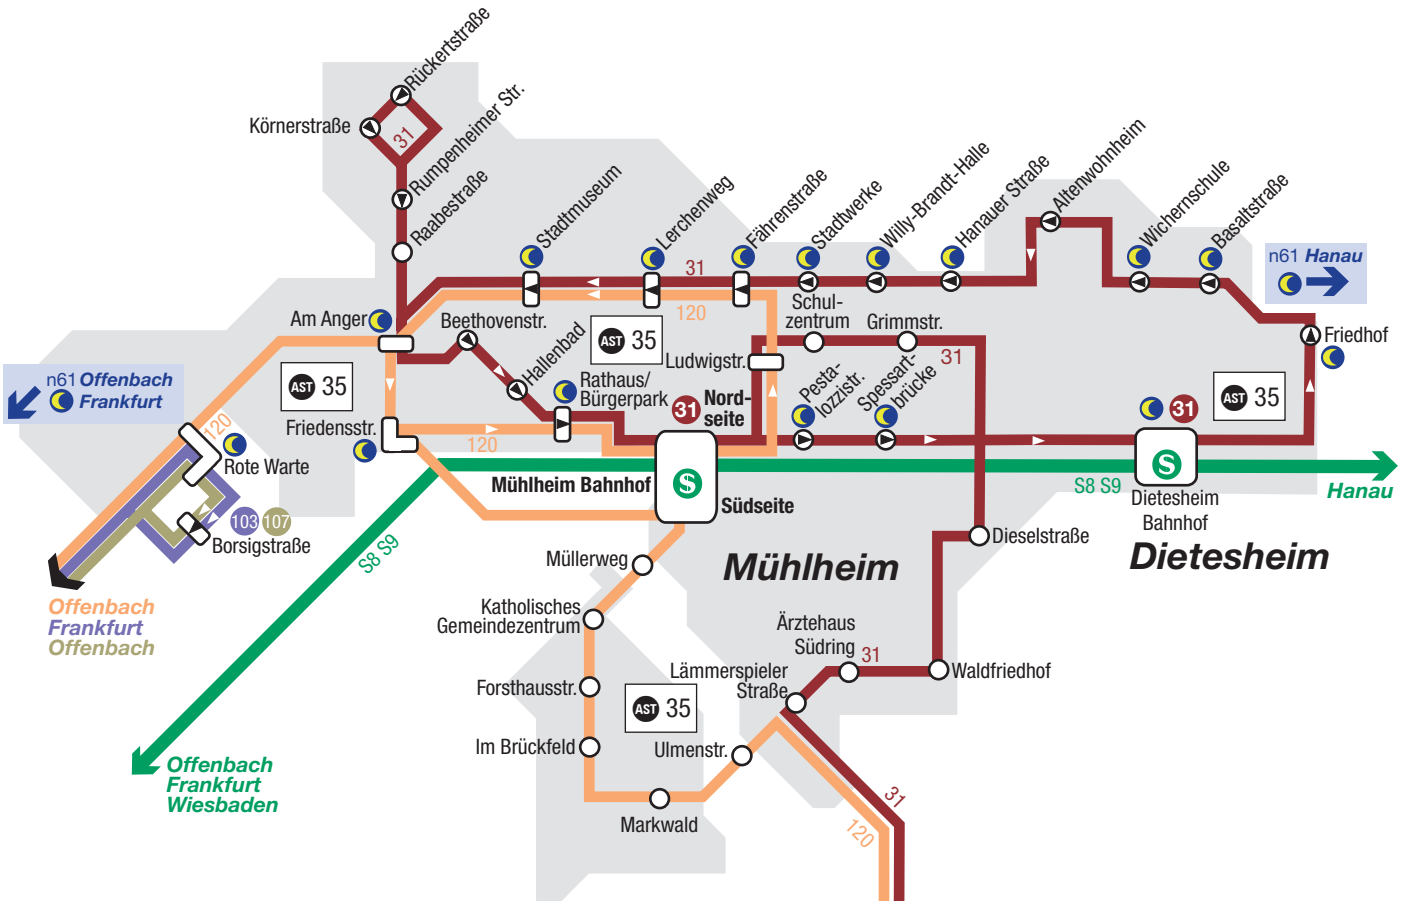 Rückertstraße
Körnerstraße
31
Rumpenheimer Str.
Raabestraße
Stadtmuseum
Lerchenweg
Fährenstraße
Stadtwerke
Willy-Brandt-Halle
Hanauer Straße
Altenwohnheim
Wichernschule
Basaltstraße
n61 Hanau
31
120
Am Anger
Beethovenstr.
Hallenbad
AST 35
Schul-
zentrum
Grimmstr.
31
Friedhof
n61 Offenbach
Frankfurt
AST 35
Rathaus/
Bürgerpark
Ludwigstr.
Pesta-
lozzistr.
Spessart-
brücke
AST 35
31
Nord-
seite
31
120
Friedensstr.
120
Rote Warte
Mühlheim Bahnhof
S
Südseite
S
S8 S9
Dietesheim
Bahnhof
Hanau
103
107
Borsigstraße
S8 S9
Dieselstraße
Müllerweg
Mühlheim
Dietesheim
Offenbach
Frankfurt
Offenbach
Katholisches
Gemeindezentrum
Ärztehaus
Südring
31
Lämmerspieler
Straße
Waldfriedhof
Forsthausstr.
AST 35
Im Brückfeld
Ulmenstr.
Offenbach
Frankfurt
Wiesbaden
Markwald
31
120